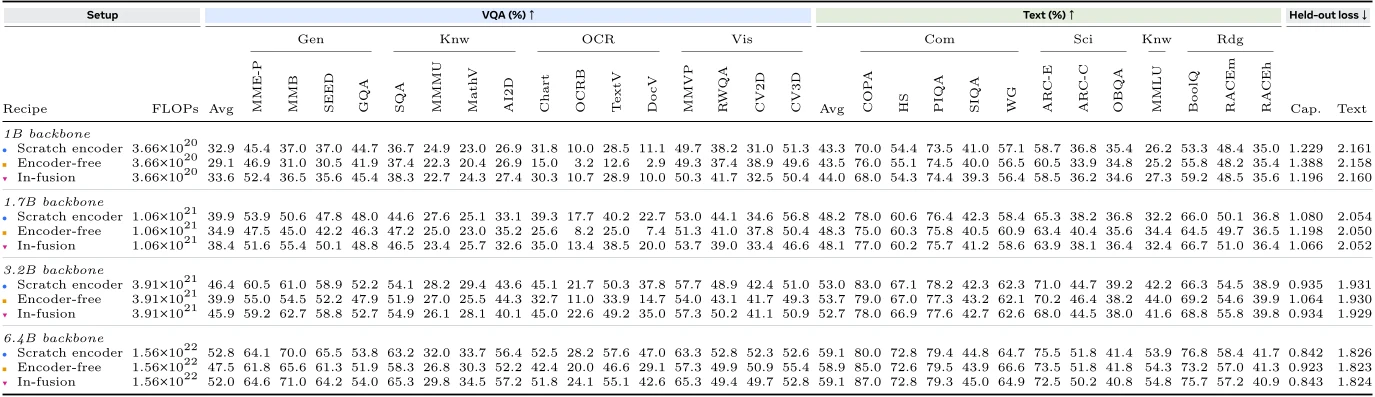 Setup VQA (%) ↑ Text (%) ↑ Held-out loss ↓
Gen Knw OCR Vis Com Sci Knw Rdg
Recipe FLOPs Avg MME-P MMB SEED GQA SQA MMMU MathV AI2D Chart OCRB TextV DocV MMVP RWQA CV2D CV3D Avg COPA HS PIQA SIQA WG ARC-E ARC-C OBQA MMLU BoolQ RACEm RACEh Cap. Text
1B backbone
Scratch encoder 3.66×10^20 32.9 45.4 37.0 37.0 44.7 36.7 24.9 23.0 26.9 31.8 10.0 28.5 11.1 49.7 38.2 31.0 51.3 43.3 70.0 54.4 73.5 41.0 57.1 58.7 36.8 35.4 26.2 53.3 48.4 35.0 1.229 2.161
Encoder-free 3.66×10^20 29.1 46.9 31.0 30.5 41.9 37.4 22.3 20.4 26.9 15.0 3.2 12.6 2.9 49.3 37.4 38.9 49.6 43.5 76.0 55.1 74.5 40.0 56.5 60.5 33.9 34.8 25.2 55.8 48.2 35.4 1.388 2.158
In-fusion 3.66×10^20 33.6 52.4 36.5 35.6 45.4 38.3 22.7 24.3 27.4 30.3 10.7 28.9 10.0 50.3 41.7 32.5 50.4 44.0 68.0 54.3 74.4 39.3 56.4 58.5 36.2 34.6 27.3 59.2 48.5 35.6 1.196 2.160
1.7B backbone
Scratch encoder 1.06×10^21 39.9 53.9 50.6 47.8 48.0 44.6 27.6 25.1 33.1 39.3 17.7 40.2 22.7 53.0 44.1 34.6 56.8 48.2 78.0 60.6 76.4 42.3 58.4 65.3 38.2 36.8 32.2 66.0 50.1 36.8 1.080 2.054
Encoder-free 1.06×10^21 34.9 47.5 45.0 42.2 46.3 47.2 25.0 23.0 35.2 25.6 8.2 25.0 7.4 51.3 41.0 37.8 50.4 48.3 75.0 60.3 75.8 40.5 60.9 63.4 40.4 35.6 34.4 64.5 49.7 36.5 1.198 2.050
In-fusion 1.06×10^21 38.4 51.6 55.4 50.1 48.8 46.5 23.4 25.7 32.6 35.0 13.4 38.5 20.0 53.7 39.0 33.4 46.6 48.1 77.0 60.2 75.7 41.2 58.6 63.9 38.1 36.4 32.4 66.7 51.0 36.4 1.066 2.052
3.2B backbone
Scratch encoder 3.91×10^21 46.4 60.5 61.0 58.9 52.2 54.1 28.2 29.4 43.6 45.1 21.7 50.3 37.8 57.7 48.9 42.4 51.0 53.0 83.0 67.1 78.2 42.3 62.3 71.0 44.7 39.2 42.2 66.3 54.5 38.9 0.935 1.931
Encoder-free 3.91×10^21 39.9 55.0 54.5 52.2 47.9 51.9 27.0 25.5 44.3 32.7 11.0 33.9 14.7 54.0 43.1 41.7 49.3 53.7 79.0 67.0 77.3 43.2 62.1 70.2 46.4 38.2 44.0 69.2 54.6 39.9 1.064 1.930
In-fusion 3.91×10^21 45.9 59.2 62.7 58.8 52.7 54.9 26.1 28.1 40.1 45.0 22.6 49.2 35.0 57.3 50.2 41.1 50.9 52.7 78.0 66.9 77.6 42.7 62.6 68.0 44.5 38.0 41.6 68.8 55.8 39.8 0.934 1.929
6.4B backbone
Scratch encoder 1.56×10^22 52.8 64.1 70.0 65.5 53.8 63.2 32.0 33.7 56.4 52.5 28.2 57.6 47.0 63.3 52.8 52.3 52.6 59.1 80.0 72.8 79.4 44.8 64.7 75.5 51.8 41.4 53.9 76.8 58.4 41.7 0.842 1.826
Encoder-free 1.56×10^22 47.5 61.8 65.6 61.3 51.9 58.3 26.8 30.3 52.2 42.4 20.0 46.6 29.1 57.3 49.9 50.9 55.4 58.9 85.0 72.6 79.5 43.9 66.6 73.5 51.8 41.8 54.3 73.2 57.0 41.3 0.923 1.823
In-fusion 1.56×10^22 52.0 64.6 71.0 64.2 54.0 65.3 29.8 34.5 57.2 51.8 24.1 55.1 42.6 65.3 49.4 49.7 52.8 59.1 87.0 72.8 79.3 45.0 64.9 72.5 50.2 40.8 54.8 75.7 57.2 40.9 0.843 1.824